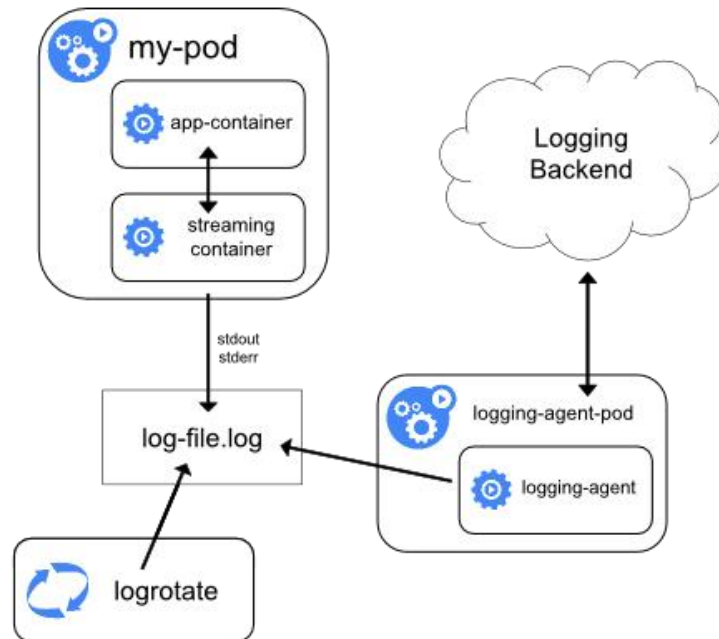 my-pod
app-container
streaming
container
Logging
Backend
stdout
stderr
log-file.log
logging-agent-pod
logging-agent
logrotate